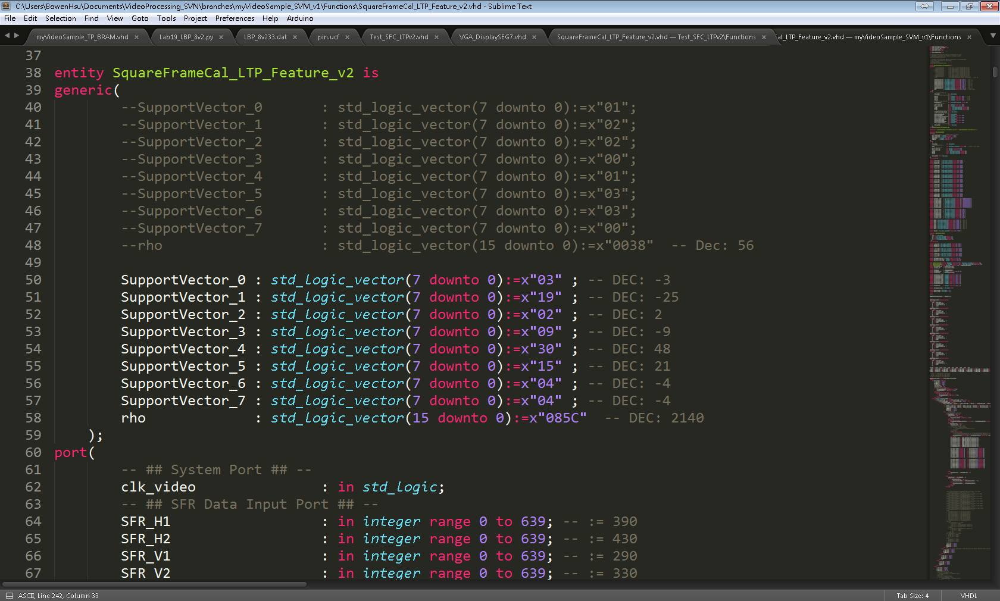 C:\Users\BowenHsu\Documents\VideoProcessing_SVN\branches\myVideoSample_SVM_v1\Functions\SquareFrameCal_LTP_Feature_v2.vhd - Sublime Text
File Edit Selection Find View Goto Tools Project Preferences Help Arduino
myVideoSample_TP_BRAM.vhd × Lab19_LBP_8v2.py × LBP_8v233.dat × pin.ucf × Test_SFC_LTPv2.vhd × VGA_DisplaySEG7.vhd × SquareFrameCal_LTP_Feature_v2.vhd — Test_SFC_LTPv2\Functions × al_LTP_Feature_v2.vhd — myVideoSample_SVM_v1\Functions ×
37
38 entity SquareFrameCal_LTP_Feature_v2 is
39 generic(
40 --SupportVector_0 : std_logic_vector(7 downto 0):=x"01";
41 --SupportVector_1 : std_logic_vector(7 downto 0):=x"02";
42 --SupportVector_2 : std_logic_vector(7 downto 0):=x"02";
43 --SupportVector_3 : std_logic_vector(7 downto 0):=x"00";
44 --SupportVector_4 : std_logic_vector(7 downto 0):=x"01";
45 --SupportVector_5 : std_logic_vector(7 downto 0):=x"03";
46 --SupportVector_6 : std_logic_vector(7 downto 0):=x"03";
47 --SupportVector_7 : std_logic_vector(7 downto 0):=x"00";
48 --rho : std_logic_vector(15 downto 0):=x"0038" -- Dec: 56
49
50 SupportVector_0 : std_logic_vector(7 downto 0):=x"03" ; -- DEC: -3
51 SupportVector_1 : std_logic_vector(7 downto 0):=x"19" ; -- DEC: -25
52 SupportVector_2 : std_logic_vector(7 downto 0):=x"02" ; -- DEC: 2
53 SupportVector_3 : std_logic_vector(7 downto 0):=x"09" ; -- DEC: -9
54 SupportVector_4 : std_logic_vector(7 downto 0):=x"30" ; -- DEC: 48
55 SupportVector_5 : std_logic_vector(7 downto 0):=x"15" ; -- DEC: 21
56 SupportVector_6 : std_logic_vector(7 downto 0):=x"04" ; -- DEC: -4
57 SupportVector_7 : std_logic_vector(7 downto 0):=x"04" ; -- DEC: -4
58 rho : std_logic_vector(15 downto 0):=x"085C" -- DEC: 2140
59 );
60 port(
61 -- ## System Port ## --
62 clk_video : in std_logic;
63 -- ## SFR Data Input Port ## --
64 SFR_H1 : in integer range 0 to 639; -- := 390
65 SFR_H2 : in integer range 0 to 639; -- := 430
66 SFR_V1 : in integer range 0 to 639; -- := 290
67 SFR_V2 : in integer range 0 to 639; -- := 330
ASCII, Line 242, Column 33 Tab Size: 4 VHDL